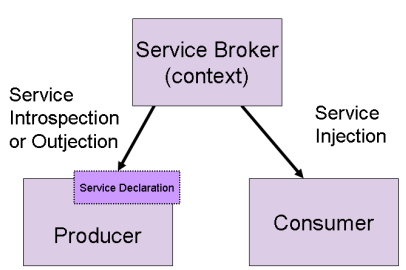 Service Broker
(context)
Service
Introspection
or Outjection
Service
Injection
Service Declaration
Producer
Consumer